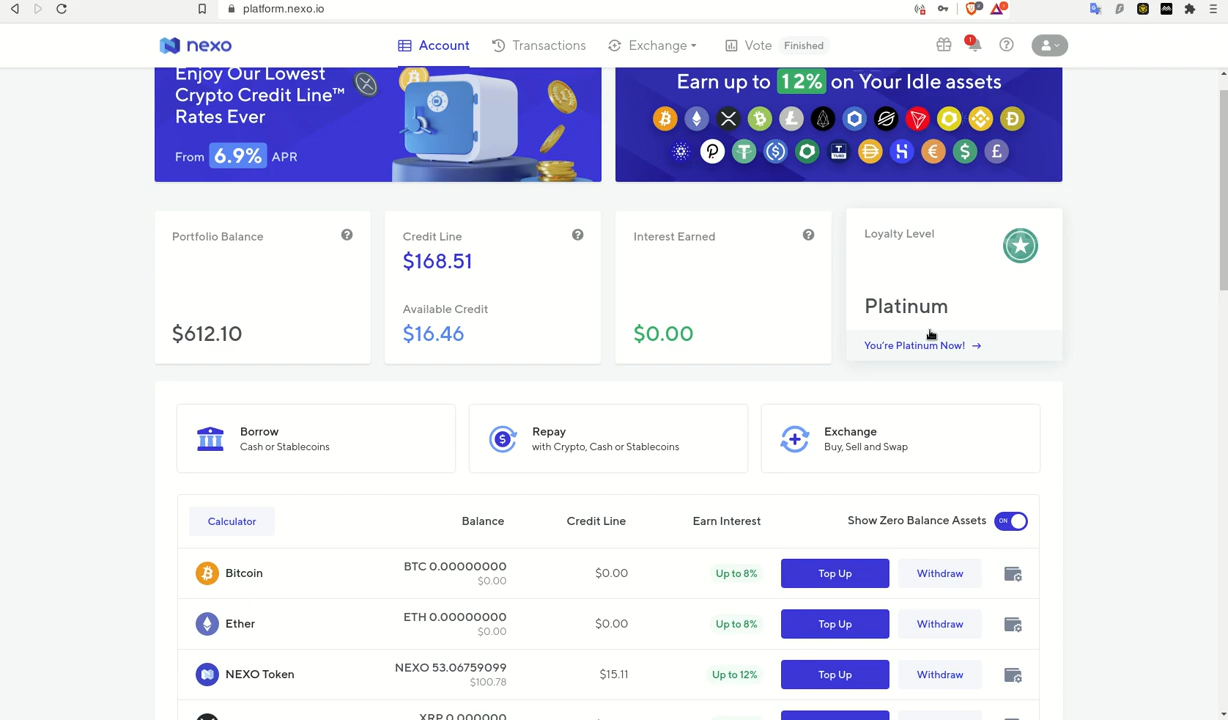 platform.nexo.io
nexo
Account
Transactions
Exchange
Vote
Finished
1
Enjoy Our Lowest
Crypto Credit Line™
Rates Ever
From 6.9% APR
Earn up to 12% on Your Idle assets
Portfolio Balance
$612.10
Credit Line
$168.51
Available Credit
$16.46
Interest Earned
$0.00
Loyalty Level
Platinum
You're Platinum Now! →
Borrow
Cash or Stablecoins
Repay
with Crypto, Cash or Stablecoins
Exchange
Buy, Sell and Swap
Calculator
Balance
Credit Line
Earn Interest
Show Zero Balance Assets
ON
Bitcoin
BTC 0.00000000
$0.00
$0.00
Up to 8%
Top Up
Withdraw
Ether
ETH 0.00000000
$0.00
$0.00
Up to 8%
Top Up
Withdraw
NEXO Token
NEXO 53.06759099
$100.78
$15.11
Up to 12%
Top Up
Withdraw
XRP 0.000000